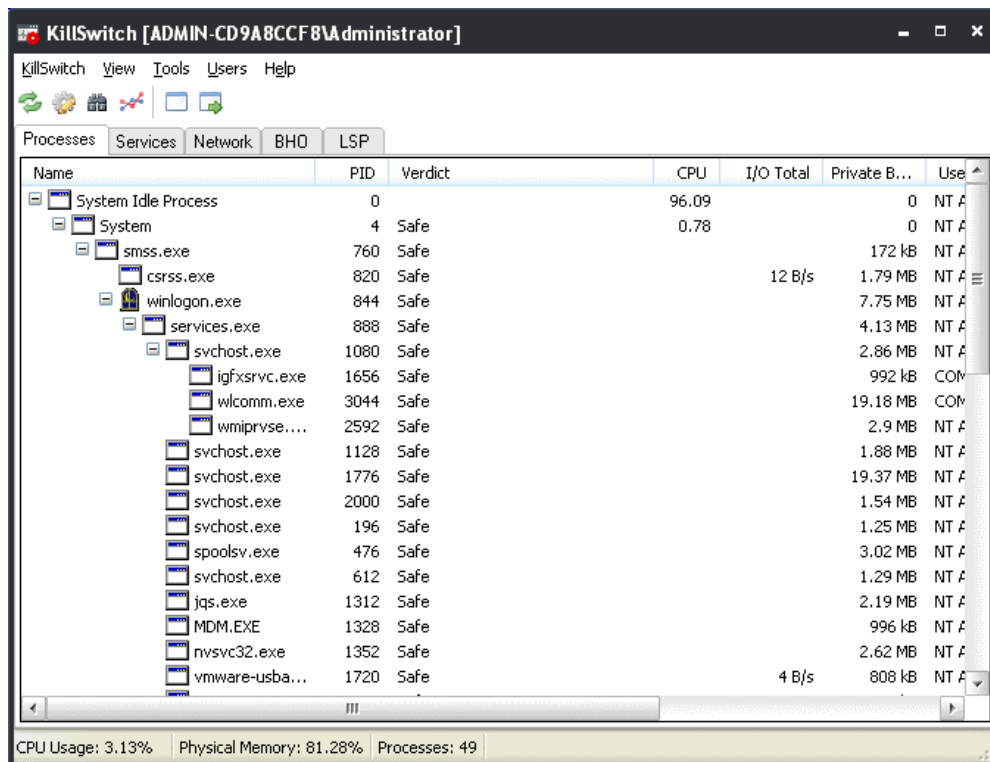 KillSwitch [ADMIN-CD9A8CCF8\Administrator]
KillSwitch View Tools Users Help
Processes Services Network BHO LSP
Name PID Verdict CPU I/O Total Private B... Use
System Idle Process 0 96.09 0 NT A
System 4 Safe 0.78 0 NT A
smss.exe 760 Safe 172 kB NT A
csrss.exe 820 Safe 12 B/s 1.79 MB NT A
winlogon.exe 844 Safe 7.75 MB NT A
services.exe 888 Safe 4.13 MB NT A
svchost.exe 1080 Safe 2.86 MB NT A
igfxsrvc.exe 1656 Safe 992 kB COM
wlcomm.exe 3044 Safe 19.18 MB COM
wmiprvse.... 2592 Safe 2.9 MB NT A
svchost.exe 1128 Safe 1.88 MB NT A
svchost.exe 1776 Safe 19.37 MB NT A
svchost.exe 2000 Safe 1.54 MB NT A
svchost.exe 196 Safe 1.25 MB NT A
spoolsv.exe 476 Safe 3.02 MB NT A
svchost.exe 612 Safe 1.29 MB NT A
jqs.exe 1312 Safe 2.19 MB NT A
MDM.EXE 1328 Safe 996 kB NT A
nvsvc32.exe 1352 Safe 2.62 MB NT A
vmware-usba... 1720 Safe 4 B/s 808 kB NT A
CPU Usage: 3.13% Physical Memory: 81.28% Processes: 49